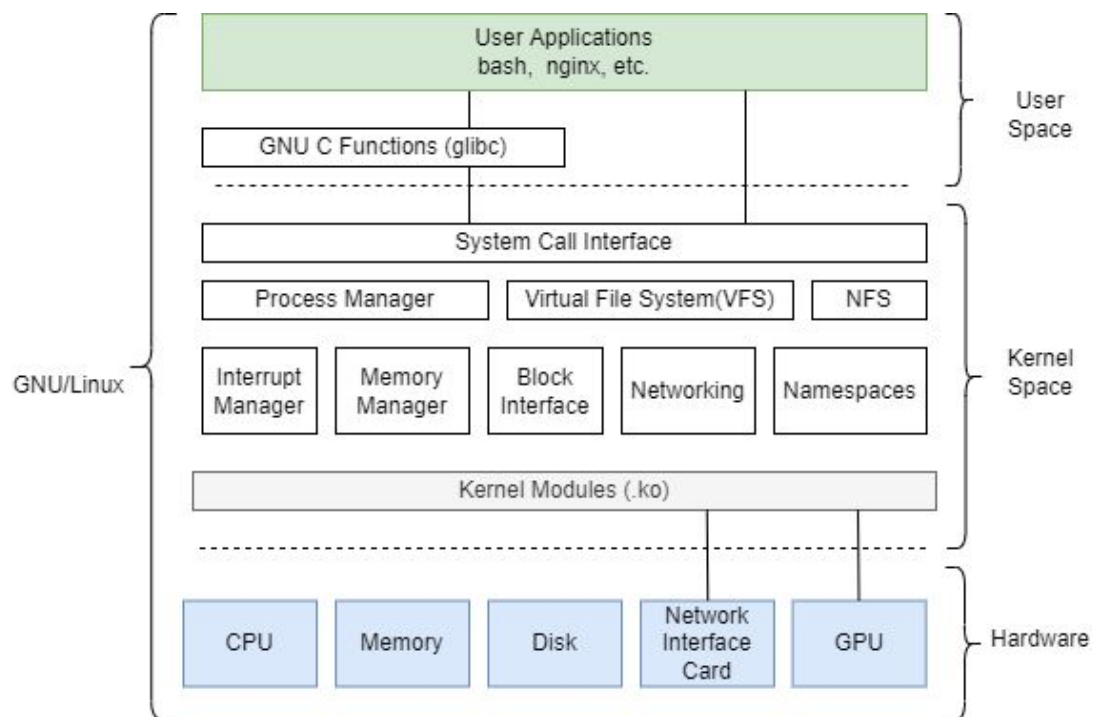 User Applications
bash, nginx, etc.
User
Space
GNU C Functions (glibc)
System Call Interface
Process Manager
Virtual File System(VFS)
NFS
GNU/Linux
Interrupt
Manager
Memory
Manager
Block
Interface
Networking
Namespaces
Kernel
Space
Kernel Modules (.ko)
CPU
Memory
Disk
Network
Interface
Card
GPU
Hardware